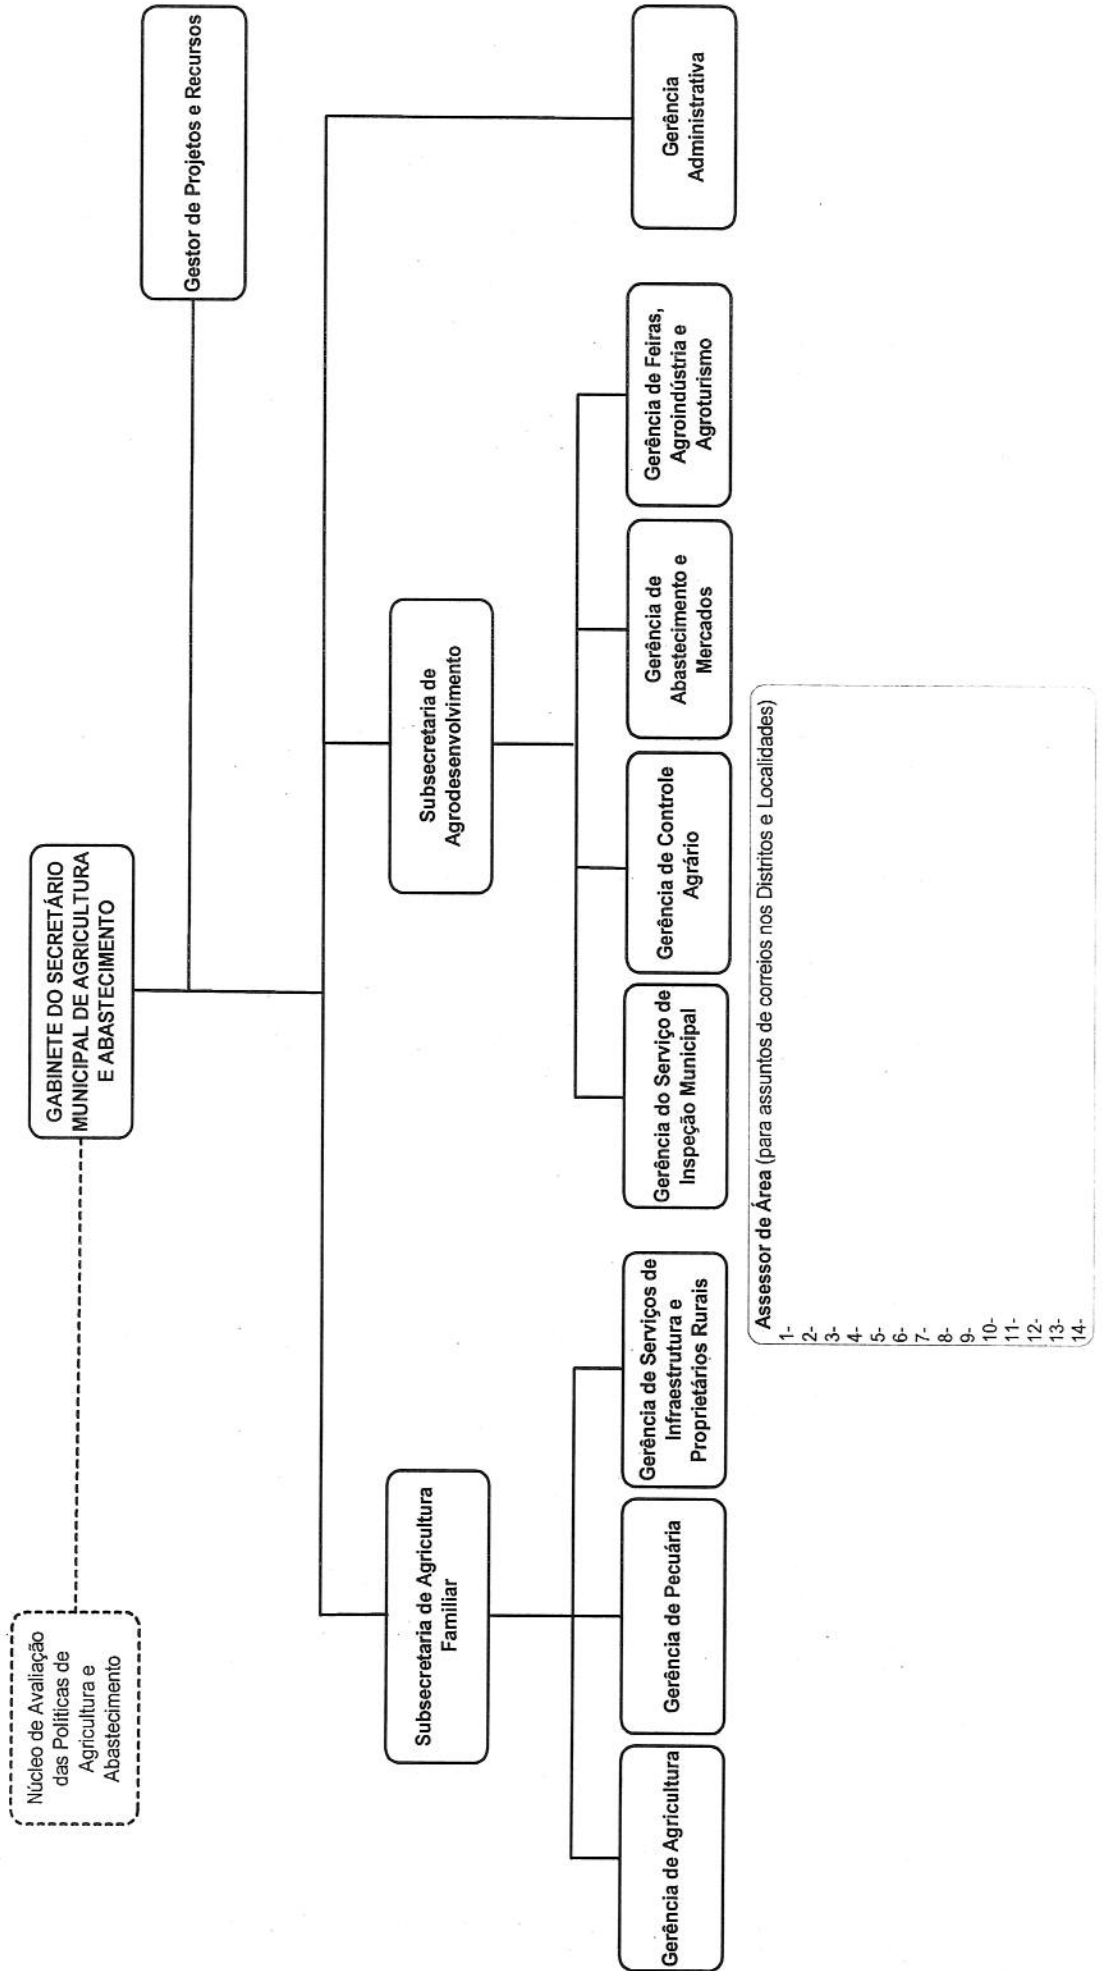 Núcleo de Avaliação
das Políticas de
Agricultura e
Abastecimento
GABINETE DO SECRETÁRIO
MUNICIPAL DE AGRICULTURA
E ABASTECIMENTO
Gestor de Projetos e Recursos
Subsecretaria de Agricultura
Familiar
Subsecretaria de
Agrodesenvolvimento
Gerência de Agricultura
Gerência de Pecuária
Gerência de Serviços de
Infraestrutura e
Proprietários Rurais
Gerência do Serviço de
Inspeção Municipal
Gerência de Controle
Agrário
Gerência de
Abastecimento e
Mercados
Gerência de Feiras,
Agroindústria e
Agroturismo
Gerência
Administrativa
Assessor de Área (para assuntos de correios nos Distritos e Localidades)
1-
2-
3-
4-
5-
6-
7-
8-
9-
10-
11-
12-
13-
14-